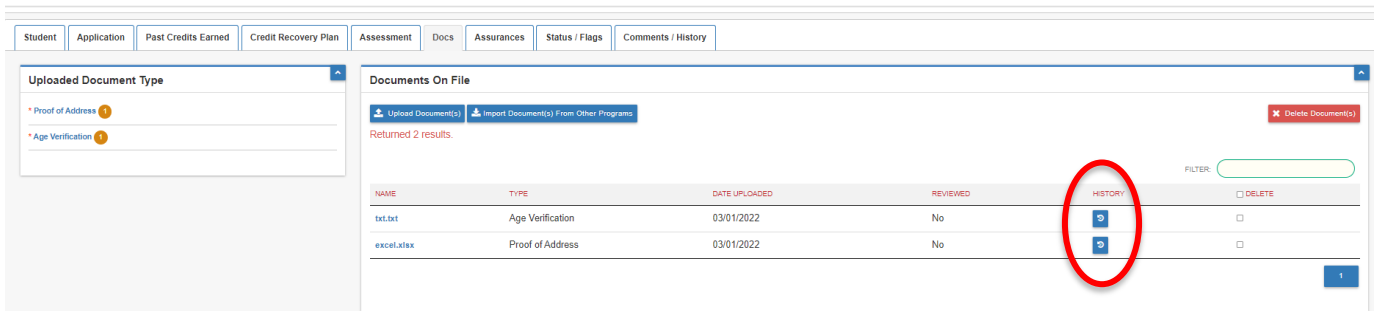 Student Application Past Credits Earned Credit Recovery Plan Assessment Docs Assurances Status / Flags Comments / History
Uploaded Document Type
* Proof of Address 1
* Age Verification 1
Documents On File
Upload Document(s) Import Document(s) From Other Programs Delete Document(s)
Returned 2 results.
FILTER:
NAME TYPE DATE UPLOADED REVIEWED HISTORY DELETE
txt.txt Age Verification 03/01/2022 No
excel.xlsx Proof of Address 03/01/2022 No
1